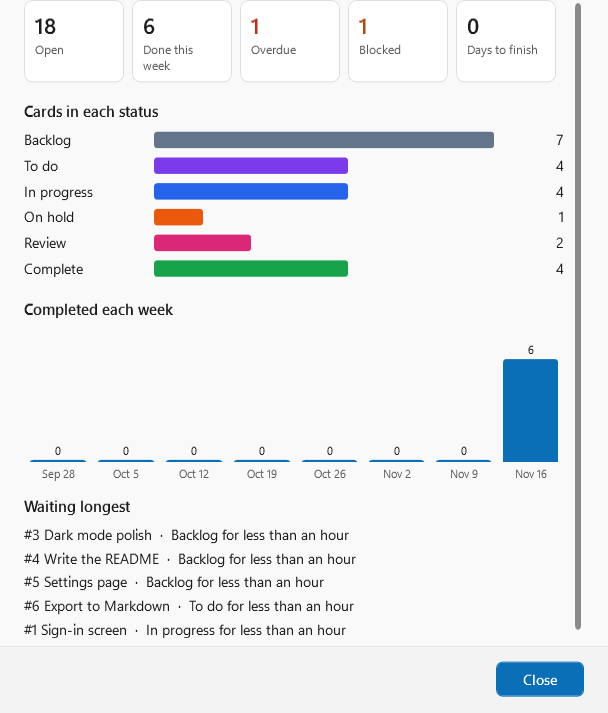 18
Open
6
Done this
week
1
Overdue
1
Blocked
0
Days to finish
Cards in each status
Backlog 7
To do 4
In progress 4
On hold 1
Review 2
Complete 4
Completed each week
0 0 0 0 0 0 0 6
Sep 28 Oct 5 Oct 12 Oct 19 Oct 26 Nov 2 Nov 9 Nov 16
Waiting longest
#3 Dark mode polish · Backlog for less than an hour
#4 Write the README · Backlog for less than an hour
#5 Settings page · Backlog for less than an hour
#6 Export to Markdown · To do for less than an hour
#1 Sign-in screen · In progress for less than an hour
Close